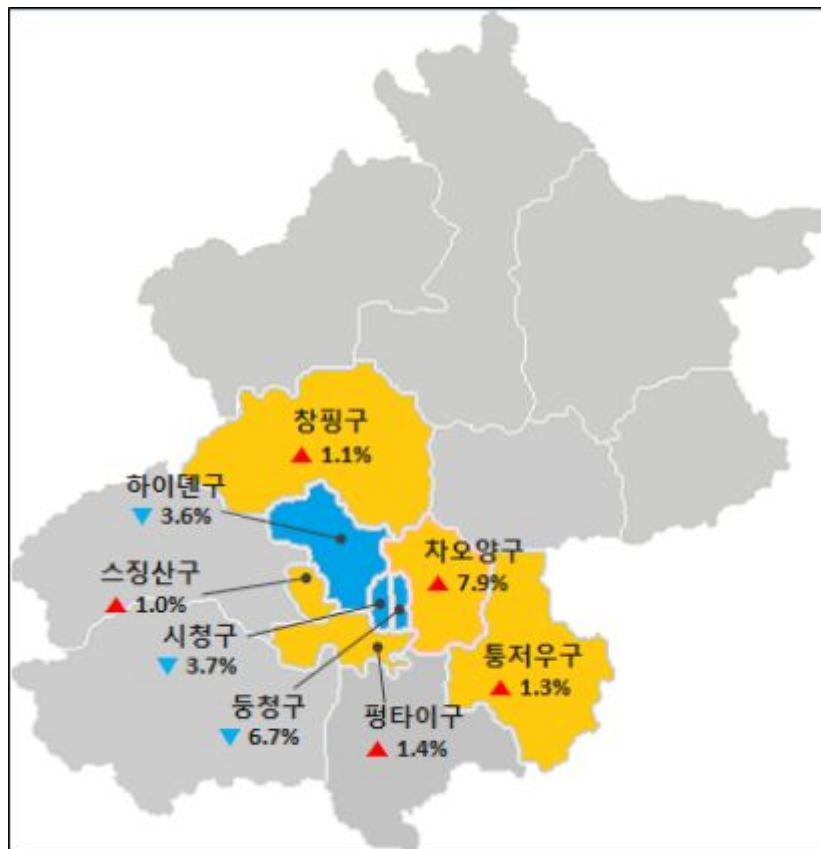 창핑구
▲ 1.1%
하이뎬구
▼ 3.6%
차오양구
▲ 7.9%
스징산구
▲ 1.0%
시청구
▼ 3.7%
퉁저우구
▲ 1.3%
둥청구
▼ 6.7%
펑타이구
▲ 1.4%